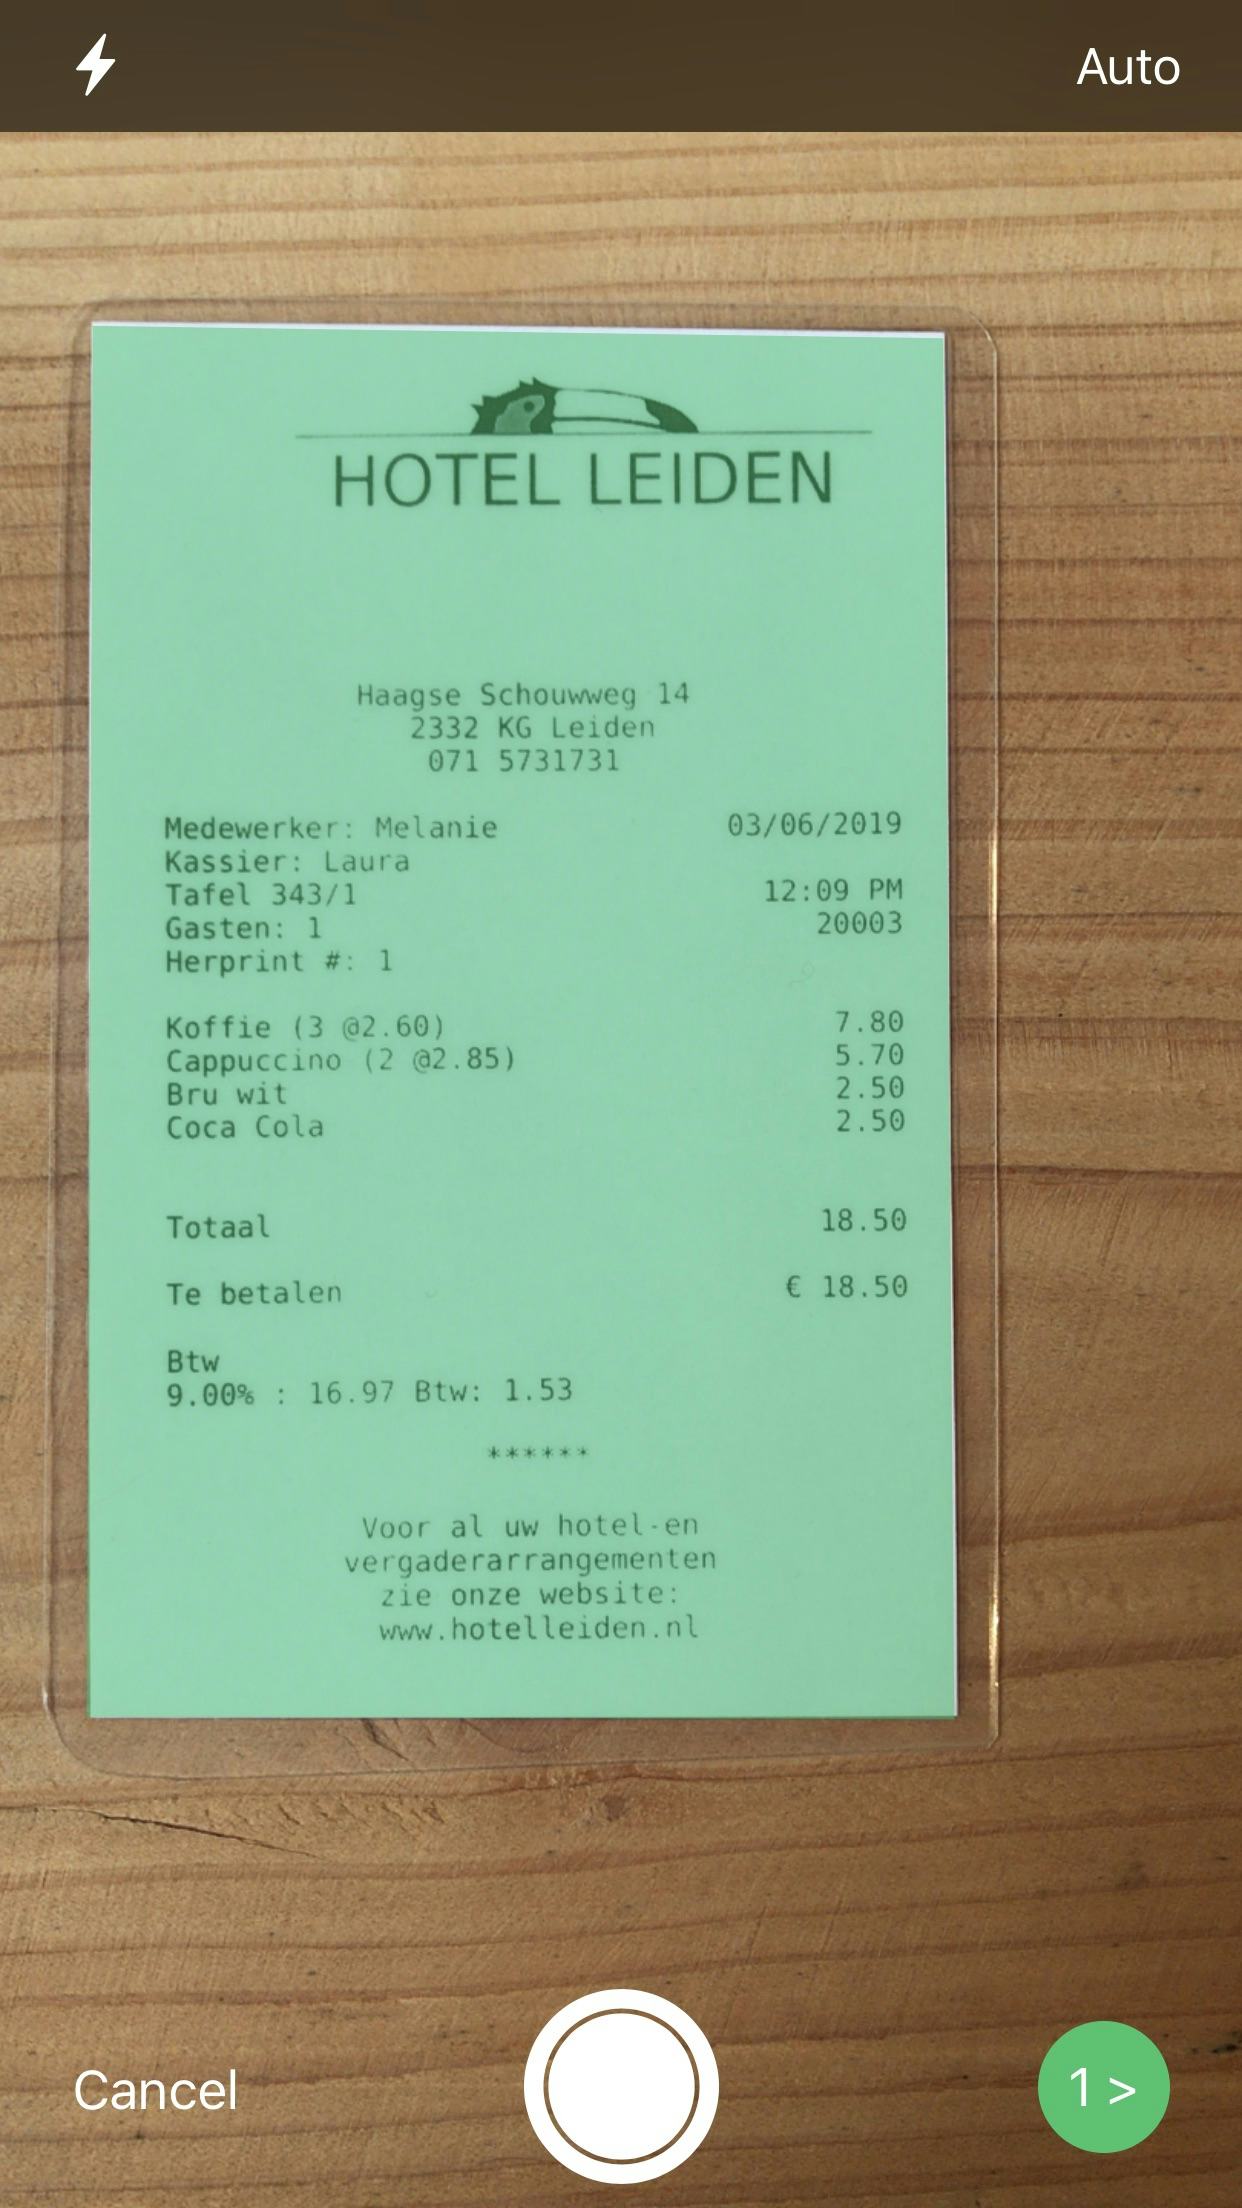 Auto
HOTEL LEIDEN
Haagse Schouwweg 14
2332 KG Leiden
071 5731731
Medewerker: Melanie 03/06/2019
Kassier: Laura
Tafel 343/1 12:09 PM
Gasten: 1 20003
Herprint #: 1
Koffie (3 @2.60) 7.80
Cappuccino (2 @2.85) 5.70
Bru wit 2.50
Coca Cola 2.50
Totaal 18.50
Te betalen € 18.50
Btw
9.00% : 16.97 Btw: 1.53
******
Voor al uw hotel-en
vergaderarrangementen
zie onze website:
www.hotelleiden.nl
Cancel
1 >